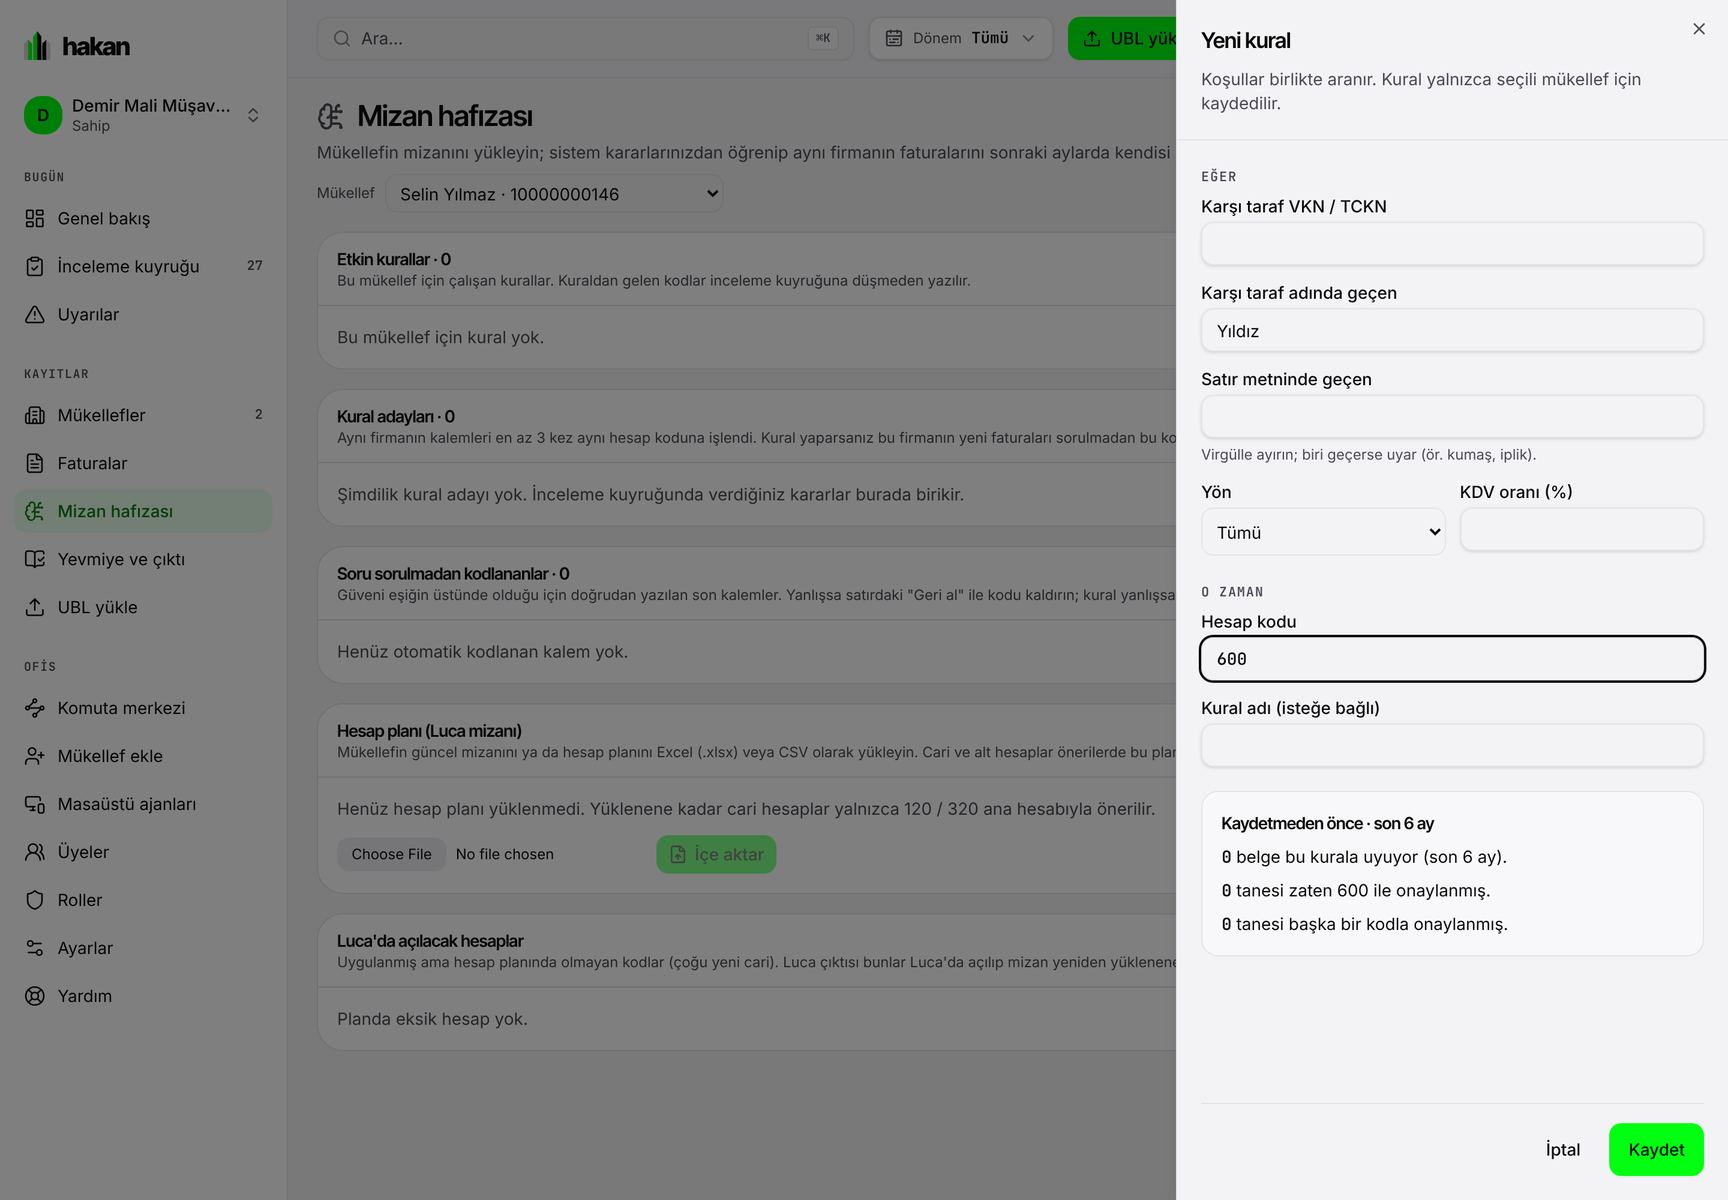 hakan
Demir Mali Müşav...
Sahip
D
BUGÜN
Genel bakış
İnceleme kuyruğu 27
Uyarılar
KAYITLAR
Mükellefler 2
Faturalar
Mizan hafızası
Yevmiye ve çıktı
UBL yükle
OFİS
Komuta merkezi
Mükellef ekle
Masaüstü ajanları
Üyeler
Roller
Ayarlar
Yardım
Ara... ⌘K
Dönem Tümü
UBL yük
Mizan hafızası
Mükellefin mizanını yükleyin; sistem kararlarınızdan öğrenip aynı firmanın faturalarını sonraki aylarda kendisi
Mükellef Selin Yılmaz · 10000000146
Etkin kurallar · 0
Bu mükellef için çalışan kurallar. Kuraldan gelen kodlar inceleme kuyruğuna düşmeden yazılır.
Bu mükellef için kural yok.
Kural adayları · 0
Aynı firmanın kalemleri en az 3 kez aynı hesap koduna işlendi. Kural yaparsanız bu firmanın yeni faturaları sorulmadan bu ko
Şimdilik kural adayı yok. İnceleme kuyruğunda verdiğiniz kararlar burada birikir.
Soru sorulmadan kodlananlar · 0
Güveni eşiğin üstünde olduğu için doğrudan yazılan son kalemler. Yanlışsa satırdaki "Geri al" ile kodu kaldırın; kural yanlışsa
Henüz otomatik kodlanan kalem yok.
Hesap planı (Luca mizanı)
Mükellefin güncel mizanını ya da hesap planını Excel (.xlsx) veya CSV olarak yükleyin. Cari ve alt hesaplar önerilerde bu plan
Henüz hesap planı yüklenmedi. Yüklenene kadar cari hesaplar yalnızca 120 / 320 ana hesabıyla önerilir.
Choose File No file chosen İçe aktar
Luca'da açılacak hesaplar
Uygulanmış ama hesap planında olmayan kodlar (çoğu yeni cari). Luca çıktısı bunlar Luca'da açılıp mizan yeniden yüklenene
Planda eksik hesap yok.
Yeni kural
Koşullar birlikte aranır. Kural yalnızca seçili mükellef için
kaydedilir.
EĞER
Karşı taraf VKN / TCKN
Karşı taraf adında geçen
Yıldız
Satır metninde geçen
Virgülle ayırın; biri geçerse uyar (ör. kumaş, iplik).
Yön KDV oranı (%)
Tümü
O ZAMAN
Hesap kodu
600
Kural adı (isteğe bağlı)
Kaydetmeden önce · son 6 ay
0 belge bu kurala uyuyor (son 6 ay).
0 tanesi zaten 600 ile onaylanmış.
0 tanesi başka bir kodla onaylanmış.
İptal Kaydet